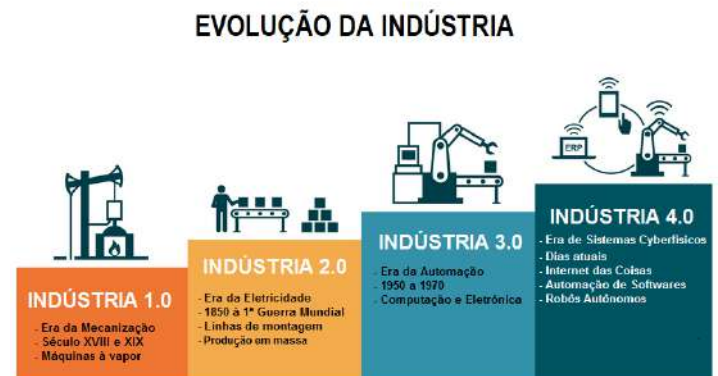 EVOLUÇÃO DA INDÚSTRIA
INDÚSTRIA 1.0
- Era da Mecanização
- Século XVIII e XIX
- Máquinas à vapor
INDÚSTRIA 2.0
- Era da Eletricidade
- 1850 à 1ª Guerra Mundial
- Linhas de montagem
- Produção em massa
INDÚSTRIA 3.0
- Era da Automação
- 1950 a 1970
- Computação e Eletrônica
ERP
INDÚSTRIA 4.0
- Era de Sistemas Cyberfísicos
- Dias atuais
- Internet das Coisas
- Automação de Softwares
- Robôs Autônomos